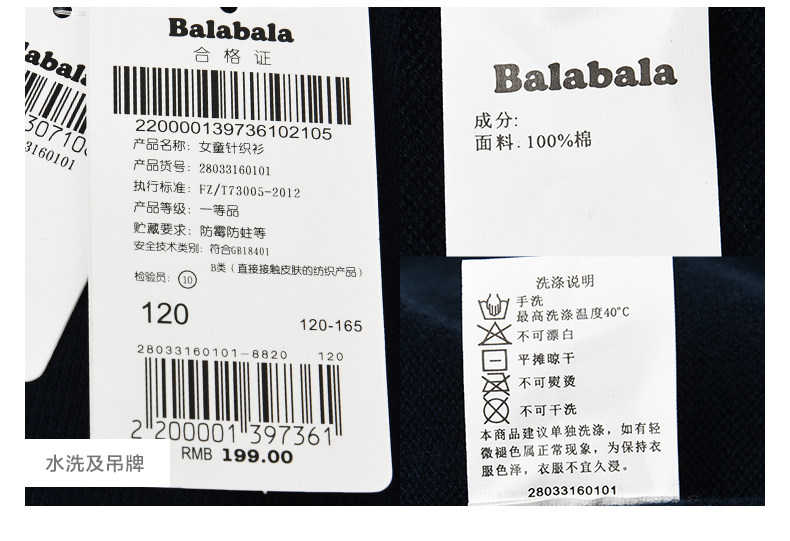 Balabala
合格证
220000139736102105
产品名称: 女童针织衫
产品货号: 28033160101
执行标准: FZ/T73005-2012
产品等级: 一等品
贮藏要求: 防霉防蛀等
安全技术类别: 符合GB18401
B类(直接接触皮肤的纺织产品)
检验员: 10
120
120-165
28033160101-8820 120
2 200001 397361
RMB 199.00
水洗及吊牌
3160101
Balabala
成分:
面料. 100%棉
洗涤说明
手洗
最高洗涤温度40°C
不可漂白
平摊晾干
不可熨烫
不可干洗
本商品建议单独洗涤, 如有轻
微褪色属正常现象, 为保持衣
服色泽, 衣服不宜久浸。
28033160101